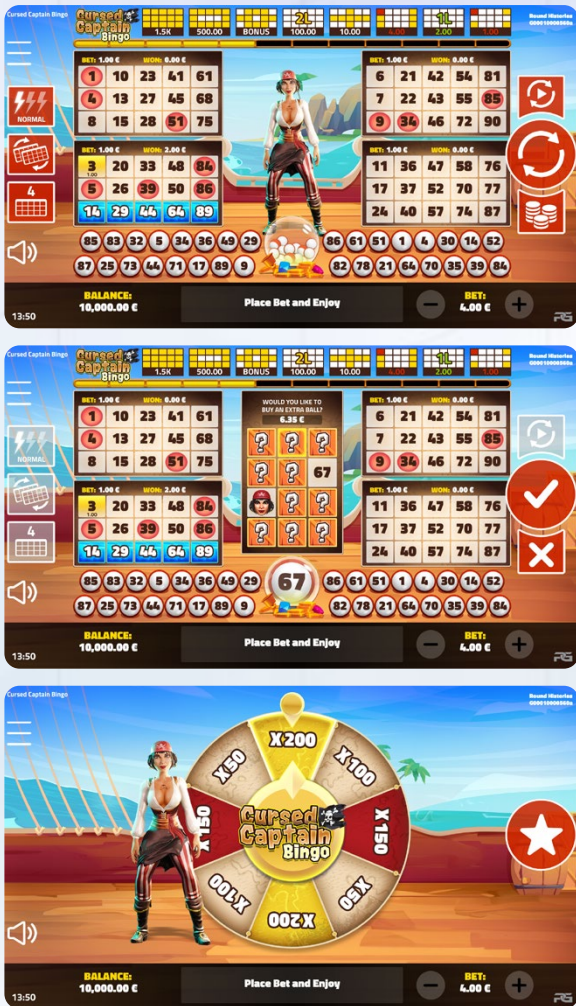 Cursed Captain Bingo
Cursed Captain Bingo
1.5K
500.00
BONUS
2L
100.00
10.00
4.00
1L
2.00
1.00
Round Histories
NORMAL
4
BET: 1.00 € WON: 0.00 €
1 10 23 41 61
4 13 27 45 68
8 15 28 51 75
BET: 1.00 € WON: 2.00 €
3 20 33 48 84
1.00
5 26 39 50 86
14 29 44 64 89
BET: 1.00 € WON: 0.00 €
6 21 42 54 81
7 22 43 55 85
9 34 46 72 90
BET: 1.00 € WON: 0.00 €
11 36 47 58 76
17 37 52 70 77
24 40 57 74 87
85 83 32 5 34 36 49 29
87 25 73 44 71 17 89 9
86 61 51 1 4 30 14 52
82 78 21 64 70 35 39 84
13:50
BALANCE:
10,000.00 €
Place Bet and Enjoy
BET:
4.00 €
Cursed Captain Bingo
Cursed Captain Bingo
1.5K
500.00
BONUS
2L
100.00
10.00
4.00
1L
2.00
1.00
Round Histories
NORMAL
4
BET: 1.00 € WON: 0.00 €
1 10 23 41 61
4 13 27 45 68
8 15 28 51 75
BET: 1.00 € WON: 2.00 €
3 20 33 48 84
1.00
5 26 39 50 86
14 29 44 64 89
WOULD YOU LIKE TO
BUY AN EXTRA BALL?
6.35 €
? ? ?
? ? 67
? ?
? ? ?
BET: 1.00 € WON: 0.00 €
6 21 42 54 81
7 22 43 55 85
9 34 46 72 90
BET: 1.00 € WON: 0.00 €
11 36 47 58 76
17 37 52 70 77
24 40 57 74 87
85 83 32 5 34 36 49 29
87 25 73 44 71 17 89 9
67
86 61 51 1 4 30 14 52
82 78 21 64 70 35 39 84
13:50
BALANCE:
10,000.00 €
Place Bet and Enjoy
BET:
4.00 €
Cursed Captain Bingo
Round Histories
X200
X100
X150
X50
X200
X100
X150
X50
Cursed
Captain
Bingo
13:50
BALANCE:
10,000.00 €
Place Bet and Enjoy
BET:
4.00 €